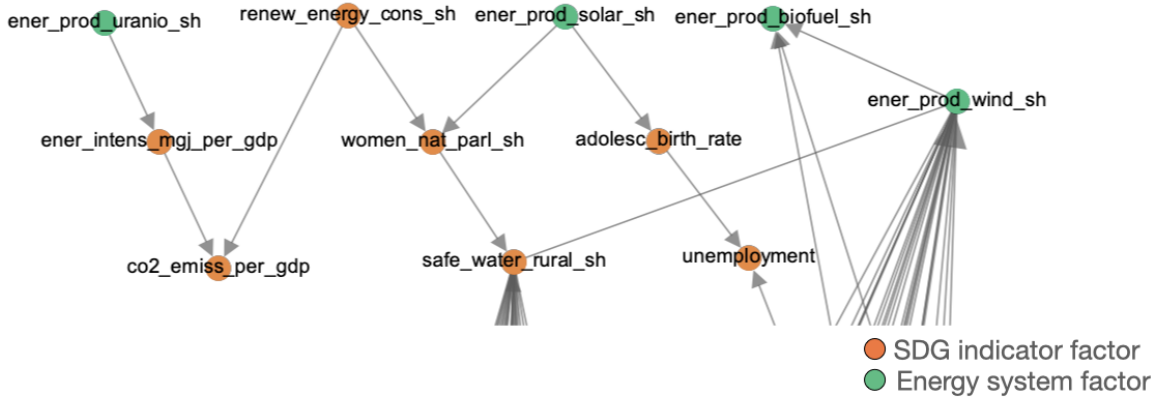 ener_prod_uranio_sh
renew_energy_cons_sh
ener_prod_solar_sh
ener_prod_biofuel_sh
ener_prod_wind_sh
ener_intens_mgj_per_gdp
women_nat_parl_sh
adolesc_birth_rate
co2_emiss_per_gdp
safe_water_rural_sh
unemployment
SDG indicator factor
Energy system factor